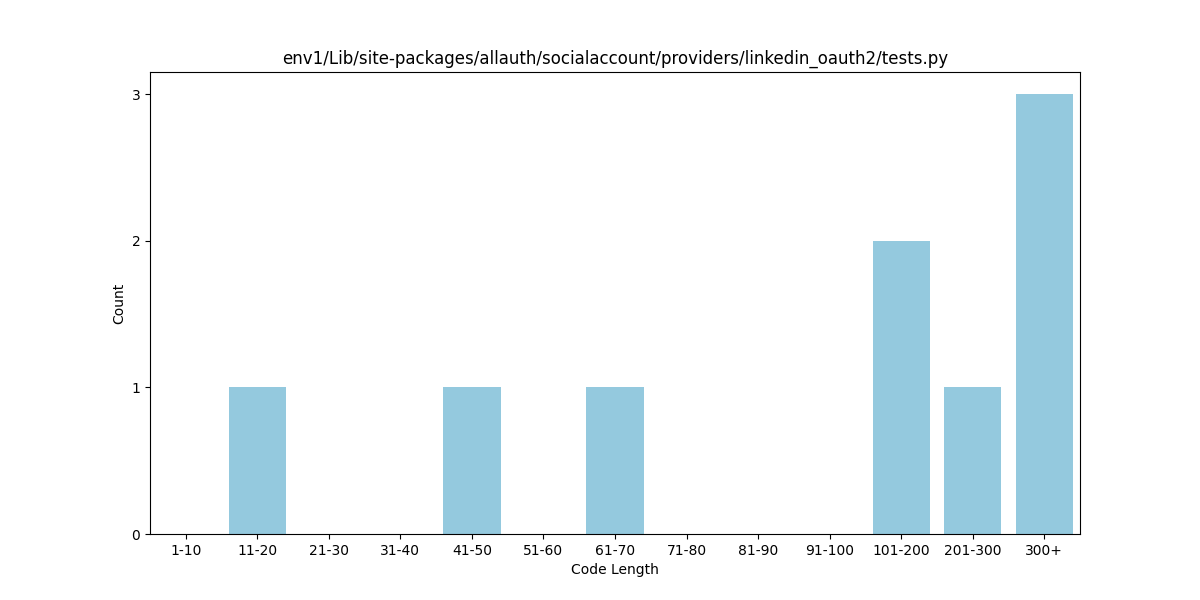 env1/Lib/site-packages/allauth/socialaccount/providers/linkedin_oauth2/tests.py
3
2
1
0
Count
1-10 11-20 21-30 31-40 41-50 51-60 61-70 71-80 81-90 91-100 101-200 201-300 300+
Code Length